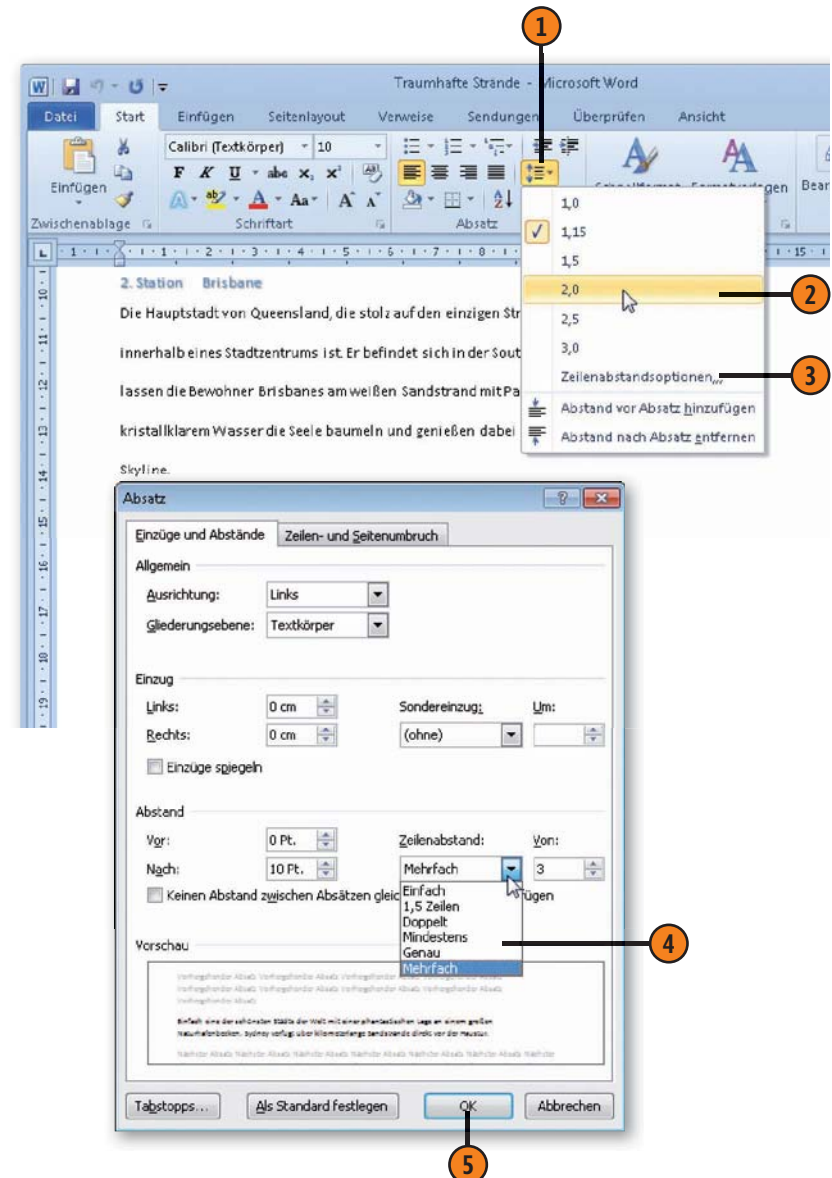 1
Traumhafte Strände - Microsoft Word
Datei Start Einfügen Seitenlayout Verweise Sendungen Überprüfen Ansicht
Calibri (Textkörper) 10
F K U abc x₂ x²
Aa A A
Einfügen
Zwischenablage Schriftart Absatz
1,0
1,15
1,5
2,0
2
2,5
3,0
Zeilenabstandsoptionen...
3
Abstand vor Absatz hinzufügen
Abstand nach Absatz entfernen
2. Station Brisbane
Die Hauptstadt von Queensland, die stolz auf den einzigen
innerhalb eines Stadtzentrums ist. Er befindet sich in der
lassen die Bewohner Brisbanes am weißen Sandstrand mit
kristallklarem Wasser die Seele baumeln und genießen dabei
Skyline.
Absatz
Einzüge und Abstände Zeilen- und Seitenumbruch
Allgemein
Ausrichtung: Links
Gliederungsebene: Textkörper
Einzug
Links: 0 cm Sondereinzug: Um:
Rechts: 0 cm (ohne)
Einzüge spiegeln
Abstand
Vor: 0 Pt. Zeilenabstand: Von:
Nach: 10 Pt. Mehrfach 3
Keinen Abstand zwischen Absätzen
Einfach
1,5 Zeilen
Doppelt
Mindestens
Genau
Mehrfach
4
Vorschau
Tabstopps... Als Standard festlegen OK Abbrechen
5